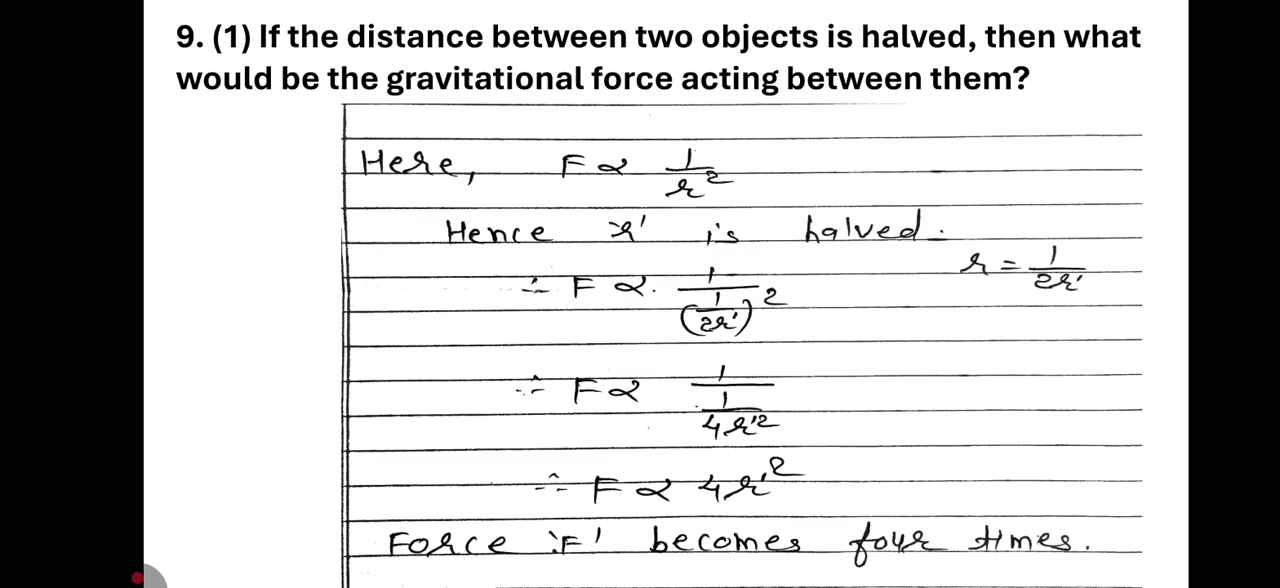 9. (1) If the distance between two objects is halved, then what
would be the gravitational force acting between them?
Here, F ∝ 1/r²
Hence 'r' is halved.
r = 1/2r'
∴ F ∝ 1/(1/2r')²
∴ F ∝ 1/(1/4r'²)
∴ F ∝ 4r'²
Force 'F' becomes four times.